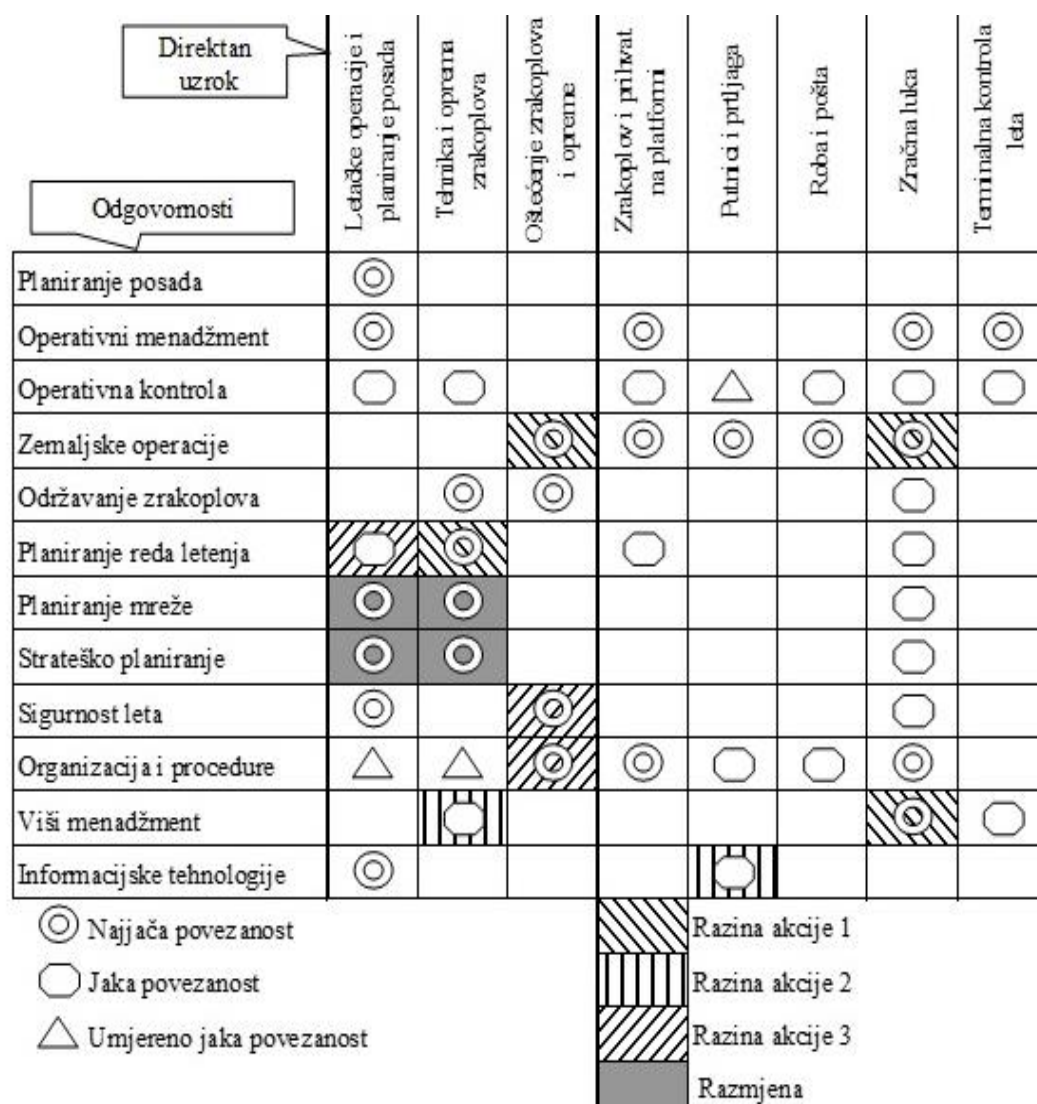 Direktan
uzrok
Odgovornosti
Letačke operacije i
planiranje posada
Tehnika i oprema
zrakoplova
Oštećenje zrakoplova
i opreme
Zrakoplov i prihvat.
na platformi
Putnici i prtljaga
Roba i pošta
Zračna luka
Terminalna kontrola
leta
Planiranje posada
Operativni menadžment
Operativna kontrola
Zemaljske operacije
Održavanje zrakoplova
Planiranje reda letenja
Planiranje mreže
Strateško planiranje
Sigurnost leta
Organizacija i procedure
Viši menadžment
Informacijske tehnologije
Najjača povezanost
Jaka povezanost
Umjereno jaka povezanost
Razina akcije 1
Razina akcije 2
Razina akcije 3
Razmjena